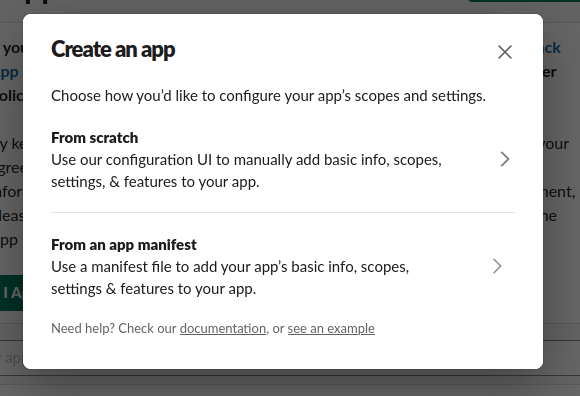 Create an app
Choose how you'd like to configure your app's scopes and settings.
From scratch
Use our configuration UI to manually add basic info, scopes,
settings, & features to your app.
From an app manifest
Use a manifest file to add your app's basic info, scopes,
settings & features to your app.
Need help? Check our documentation, or see an example